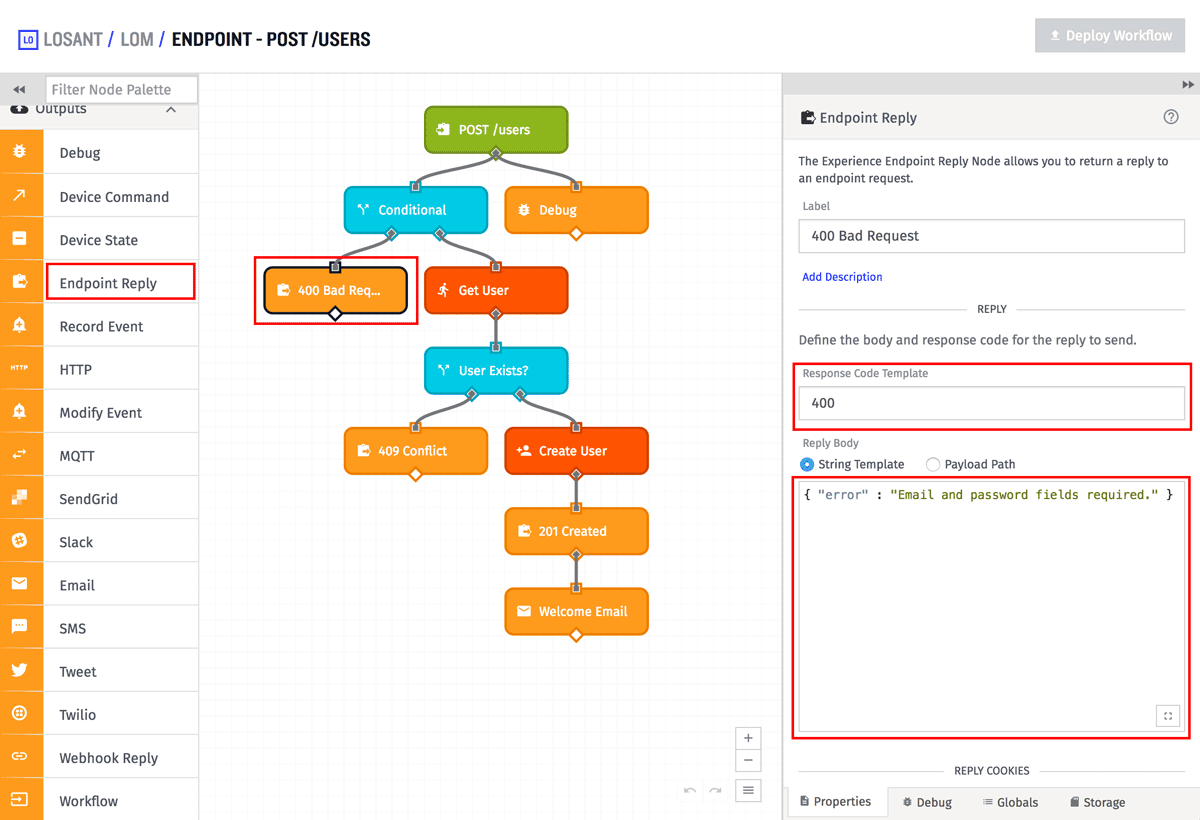 LO LOSANT / LOM / ENDPOINT - POST /USERS
Deploy Workflow
Filter Node Palette
Outputs
Debug
Device Command
Device State
Endpoint Reply
Record Event
HTTP
HTTP
Modify Event
MQTT
SendGrid
Slack
Email
SMS
Tweet
Twilio
Webhook Reply
Workflow
POST /users
Conditional
Debug
400 Bad Req...
Get User
User Exists?
409 Conflict
Create User
201 Created
Welcome Email
Endpoint Reply
The Experience Endpoint Reply Node allows you to return a reply to
an endpoint request.
Label
400 Bad Request
Add Description
REPLY
Define the body and response code for the reply to send.
Response Code Template
400
Reply Body
String Template
Payload Path
{ "error" : "Email and password fields required." }
REPLY COOKIES
Properties
Debug
Globals
Storage